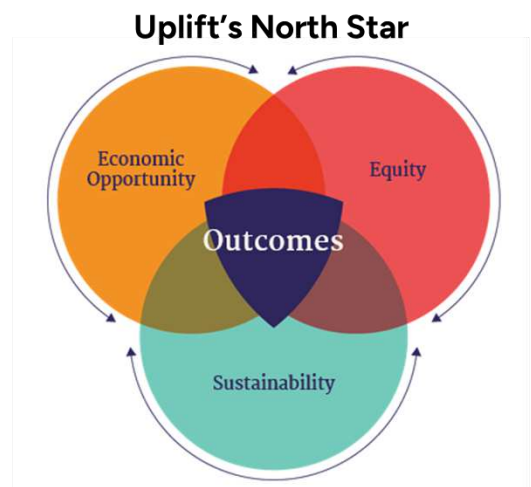 Uplift’s North Star
Economic
Opportunity
Equity
Outcomes
Sustainability